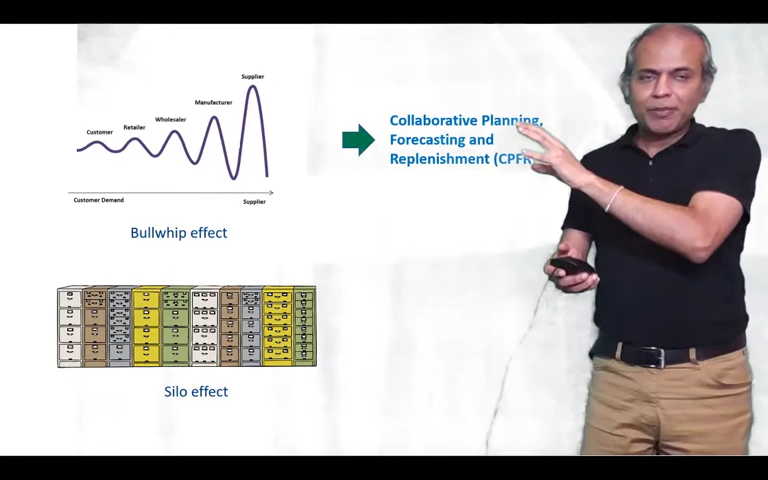 Supplier
Manufacturer
Wholesaler
Retailer
Customer
Customer Demand
Supplier
Bullwhip effect
Collaborative Planning,
Forecasting and
Replenishment (CPFR
Silo effect